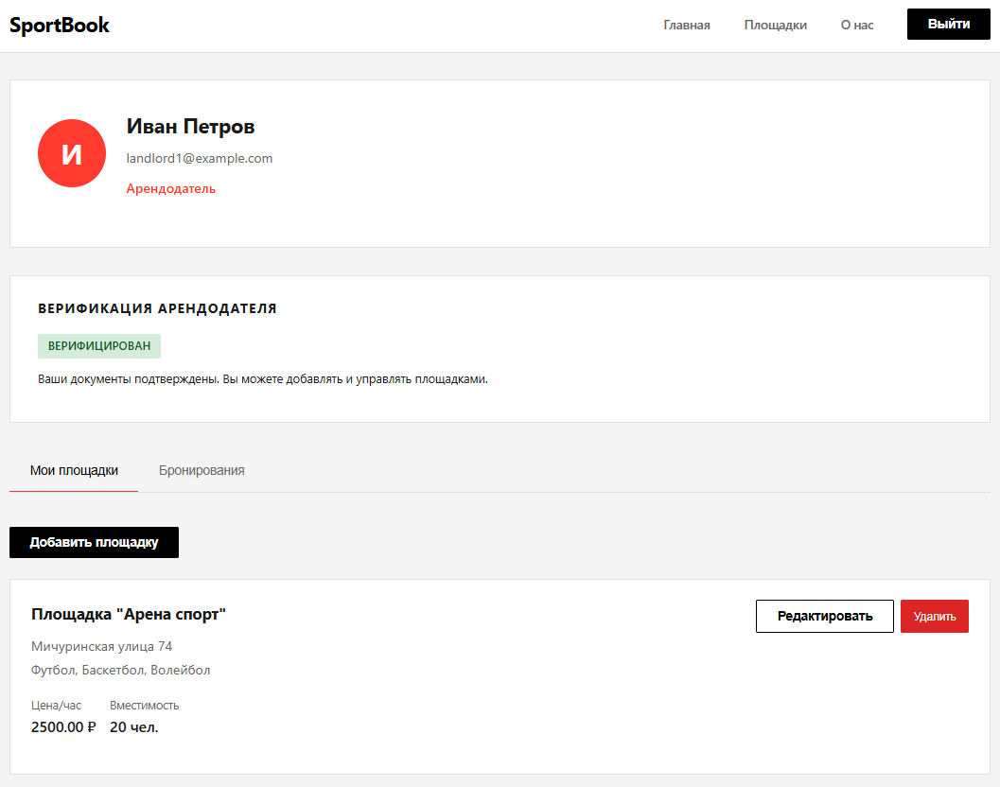 SportBook
Главная Площадки О нас Выйти
И
Иван Петров
landlord1@example.com
Арендодатель
ВЕРИФИКАЦИЯ АРЕНДОДАТЕЛЯ
ВЕРИФИЦИРОВАН
Ваши документы подтверждены. Вы можете добавлять и управлять площадками.
Мои площадки Бронирования
Добавить площадку
Площадка "Арена спорт"
Редактировать Удалить
Мичуринская улица 74
Футбол, Баскетбол, Волейбол
Цена/час Вместимость
2500.00 ₽ 20 чел.